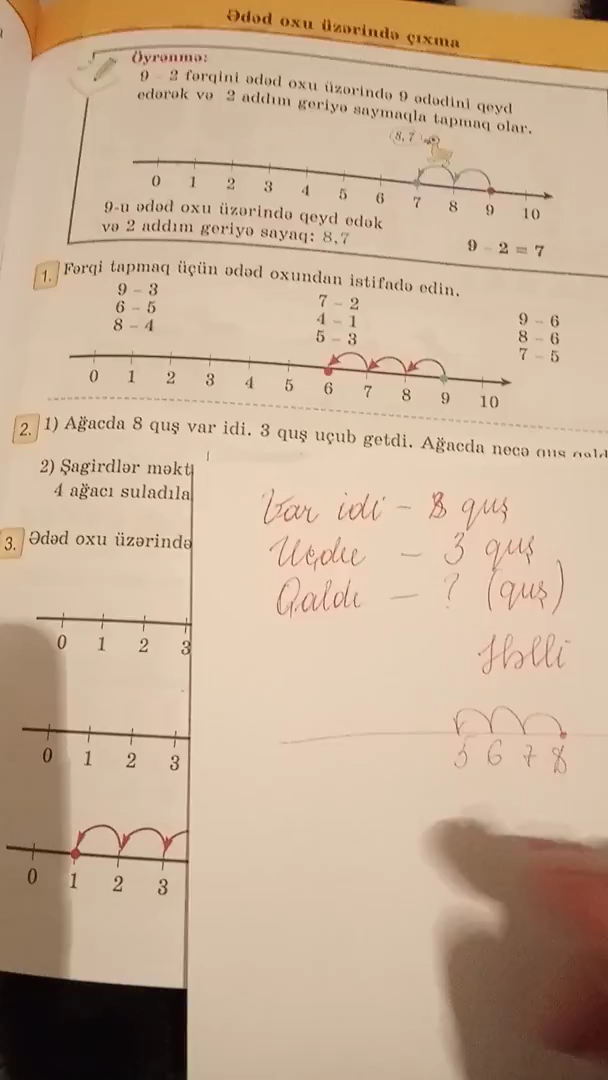 Ədəd oxu üzərində çıxma
Öyrənmə:
9 - 2 fərqini ədəd oxu üzərində 9 ədədini qeyd
edərək və 2 addım geriyə saymaqla tapmaq olar.
(8, 7)
0 1 2 3 4 5 6 7 8 9 10
9-u ədəd oxu üzərində qeyd edək
və 2 addım geriyə sayaq: 8,7
9 - 2 = 7
1. Fərqi tapmaq üçün ədəd oxundan istifadə edin.
9 - 3 7 - 2 9 - 6
6 - 5 4 - 1 8 - 6
8 - 4 5 - 3 7 - 5
0 1 2 3 4 5 6 7 8 9 10
2. 1) Ağacda 8 quş var idi. 3 quş uçub getdi. Ağacda neçə
2) Şagirdlər məkt
4 ağacı suladıla
3. Ədəd oxu üzərində
0 1 2 3
0 1 2 3
0 1 2 3
Var idi - 8 quş
Uçdu - 3 quş
Qaldı - ? (quş)
Həlli
5 6 7 8